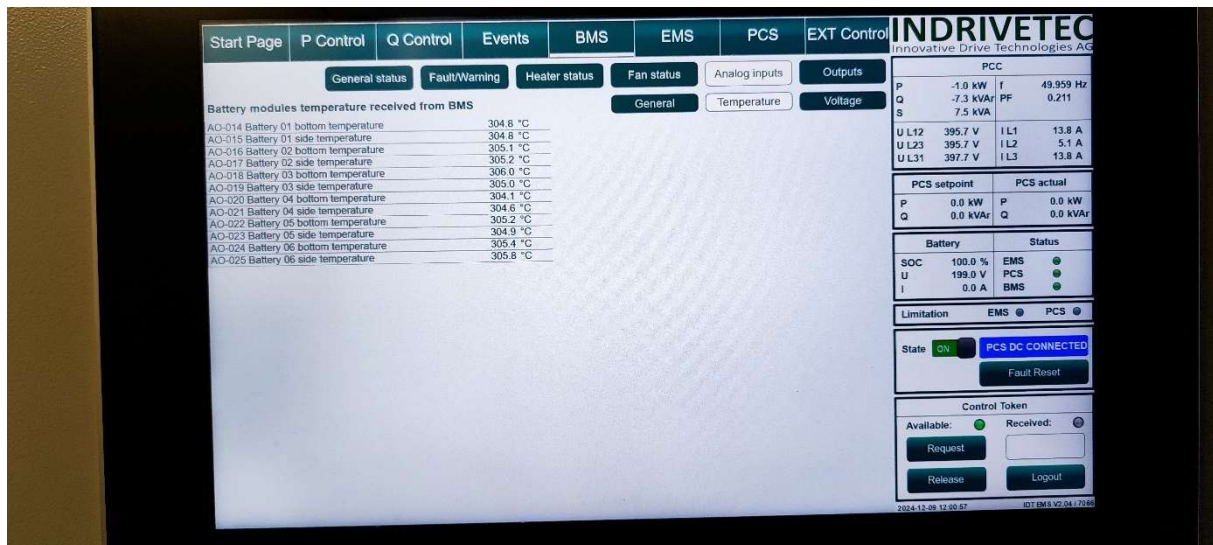 Start Page P Control Q Control Events BMS EMS PCS EXT Control
INDRIVETEC
Innovative Drive Technologies AG
General status Fault/Warning Heater status Fan status Analog inputs Outputs
Battery modules temperature received from BMS
General Temperature Voltage
AO-014 Battery 01 bottom temperature 304.8 °C
AO-015 Battery 01 side temperature 304.8 °C
AO-016 Battery 02 bottom temperature 305.1 °C
AO-017 Battery 02 side temperature 305.2 °C
AO-018 Battery 03 bottom temperature 306.0 °C
AO-019 Battery 03 side temperature 305.0 °C
AO-020 Battery 04 bottom temperature 304.1 °C
AO-021 Battery 04 side temperature 304.6 °C
AO-022 Battery 05 bottom temperature 305.2 °C
AO-023 Battery 05 side temperature 304.9 °C
AO-024 Battery 06 bottom temperature 305.4 °C
AO-025 Battery 06 side temperature 305.8 °C
PCC
P -1.0 kW f 49.959 Hz
Q -7.3 kVAr PF 0.211
S 7.5 kVA
U L12 395.7 V I L1 13.8 A
U L23 395.7 V I L2 5.1 A
U L31 397.7 V I L3 13.8 A
PCS setpoint PCS actual
P 0.0 kW P 0.0 kW
Q 0.0 kVAr Q 0.0 kVAr
Battery Status
SOC 100.0 % EMS
U 199.0 V PCS
I 0.0 A BMS
Limitation EMS PCS
State ON PCS DC CONNECTED
Fault Reset
Control Token
Available: Received:
Request
Release Logout
2024-12-09 12:00:57 IDT EMS V2.04 | 7066